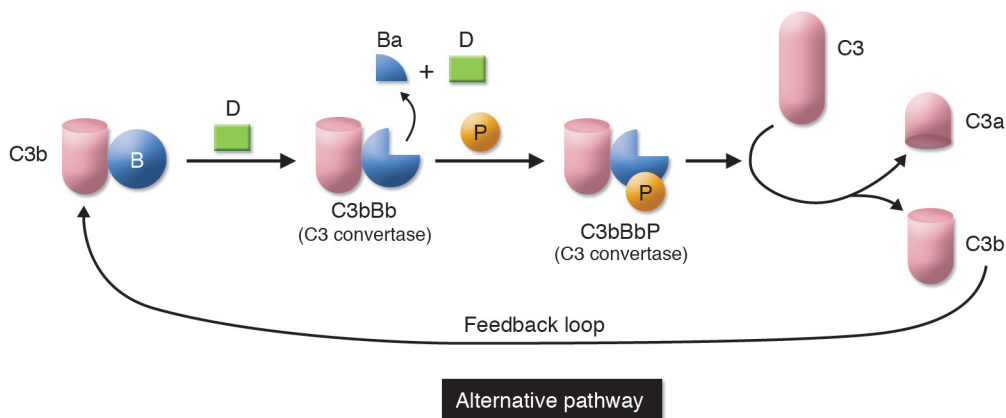 Ba
+
D
C3
D
P
C3a
C3b
B
P
C3bBb
(C3 convertase)
C3bBbP
(C3 convertase)
C3b
Feedback loop
Alternative pathway